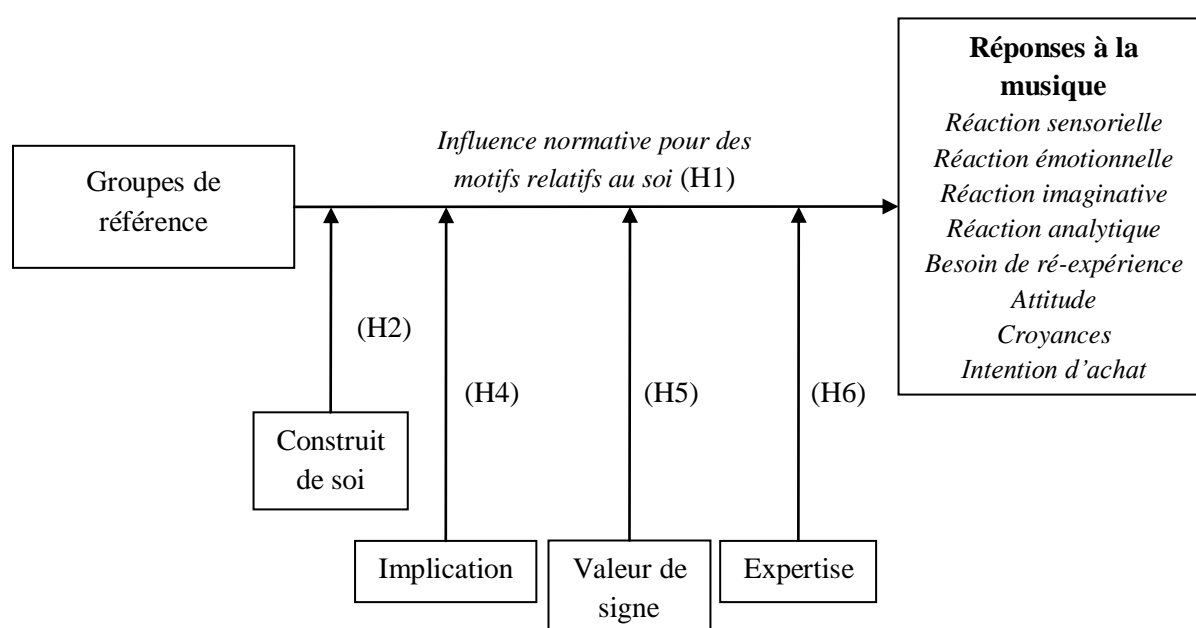 Réponses à la
musique
Réaction sensorielle
Réaction émotionnelle
Réaction imaginative
Réaction analytique
Besoin de ré-expérience
Attitude
Croyances
Intention d’achat
Influence normative pour des
motifs relatifs au soi (H1)
Groupes de
référence
(H2)
(H4)
(H5)
(H6)
Construit
de soi
Implication
Valeur de
signe
Expertise